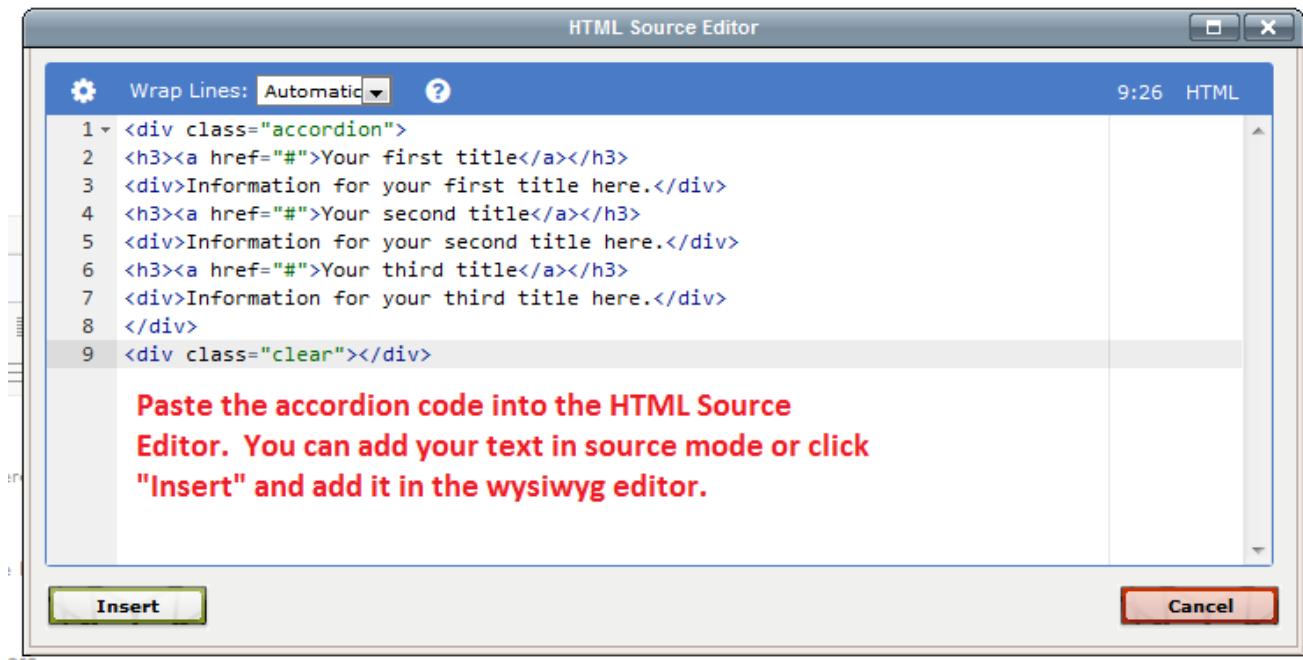 HTML Source Editor
Wrap Lines: Automatic 9:26 HTML
1 <div class="accordion">
2 <h3><a href="#">Your first title</a></h3>
3 <div>Information for your first title here.</div>
4 <h3><a href="#">Your second title</a></h3>
5 <div>Information for your second title here.</div>
6 <h3><a href="#">Your third title</a></h3>
7 <div>Information for your third title here.</div>
8 </div>
9 <div class="clear"></div>
Paste the accordion code into the HTML Source
Editor. You can add your text in source mode or click
"Insert" and add it in the wysiwyg editor.
Insert Cancel